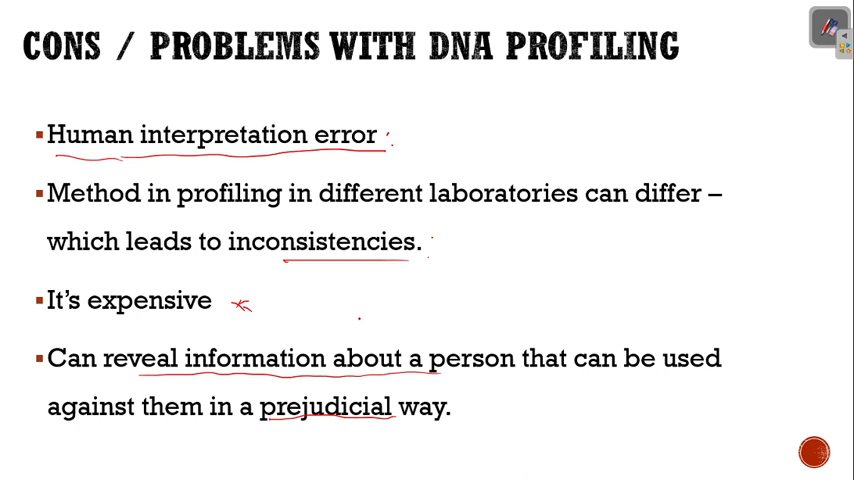 CONS / PROBLEMS WITH DNA PROFILING
▪Human interpretation error
▪Method in profiling in different laboratories can differ –
which leads to inconsistencies.
▪It's expensive
▪Can reveal information about a person that can be used
against them in a prejudicial way.